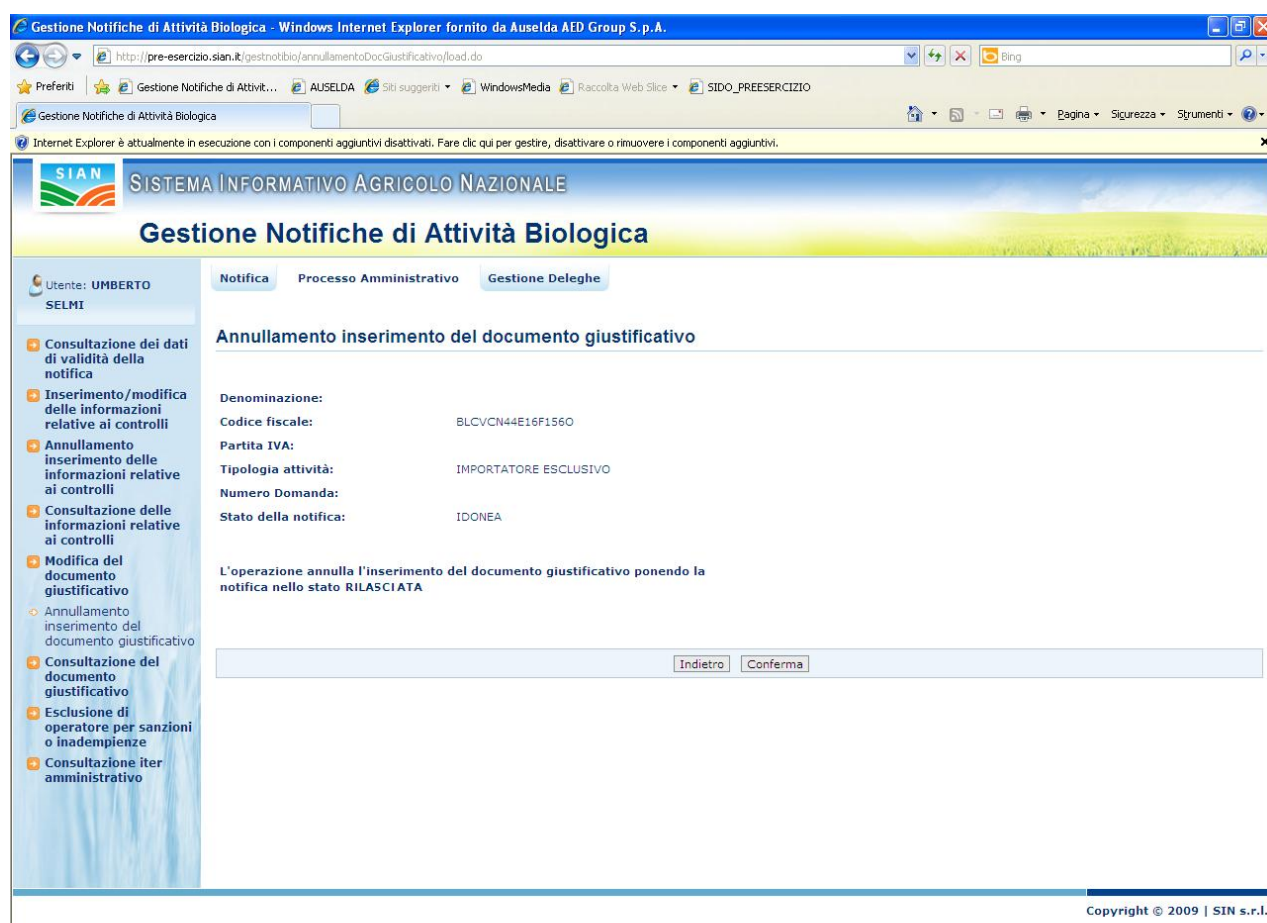 Gestione Notifiche di Attività Biologica - Windows Internet Explorer fornito da Auselda AED Group S.p.A.
http://pre-esercizio.sian.it/gestnotibio/annullamentoDocGiustificativo/load.do
Bing
Preferiti
Gestione Notifiche di Attivit...
AUSELDA
Siti suggeriti
WindowsMedia
Raccolta Web Slice
SIDO_PREESERCIZIO
Gestione Notifiche di Attività Biologica
Pagina
Sicurezza
Strumenti
Internet Explorer è attualmente in esecuzione con i componenti aggiuntivi disattivati. Fare clic qui per gestire, disattivare o rimuovere i componenti aggiuntivi.
SIAN
SISTEMA INFORMATIVO AGRICOLO NAZIONALE
Gestione Notifiche di Attività Biologica
Utente: UMBERTO
SELMI
Consultazione dei dati
di validità della
notifica
Inserimento/modifica
delle informazioni
relative ai controlli
Annullamento
inserimento delle
informazioni relative
ai controlli
Consultazione delle
informazioni relative
ai controlli
Modifica del
documento
giustificativo
Annullamento
inserimento del
documento giustificativo
Consultazione del
documento
giustificativo
Esclusione di
operatore per sanzioni
o inadempienze
Consultazione iter
amministrativo
Notifica
Processo Amministrativo
Gestione Deleghe
Annullamento inserimento del documento giustificativo
Denominazione:
Codice fiscale: BLCVCN44E16F156O
Partita IVA:
Tipologia attività: IMPORTATORE ESCLUSIVO
Numero Domanda:
Stato della notifica: IDONEA
L'operazione annulla l'inserimento del documento giustificativo ponendo la
notifica nello stato RILASCIATA
Indietro
Conferma
Copyright © 2009 | SIN s.r.l.